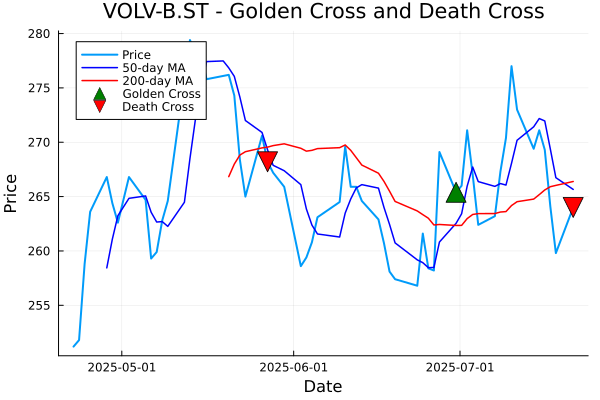 VOLV-B.ST - Golden Cross and Death Cross
280
275
270
265
260
255
Price
Price
50-day MA
200-day MA
Golden Cross
Death Cross
2025-05-01
2025-06-01
2025-07-01
Date